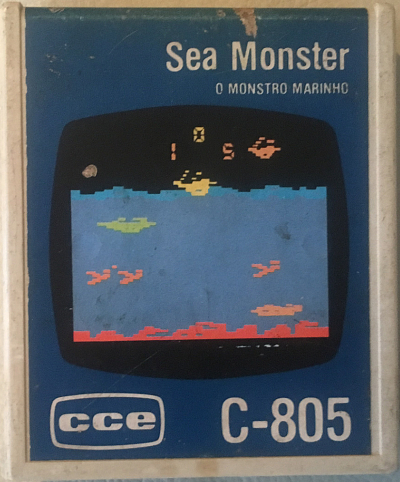 Sea Monster
O MONSTRO MARINHO
0
1 5
cce
C-805